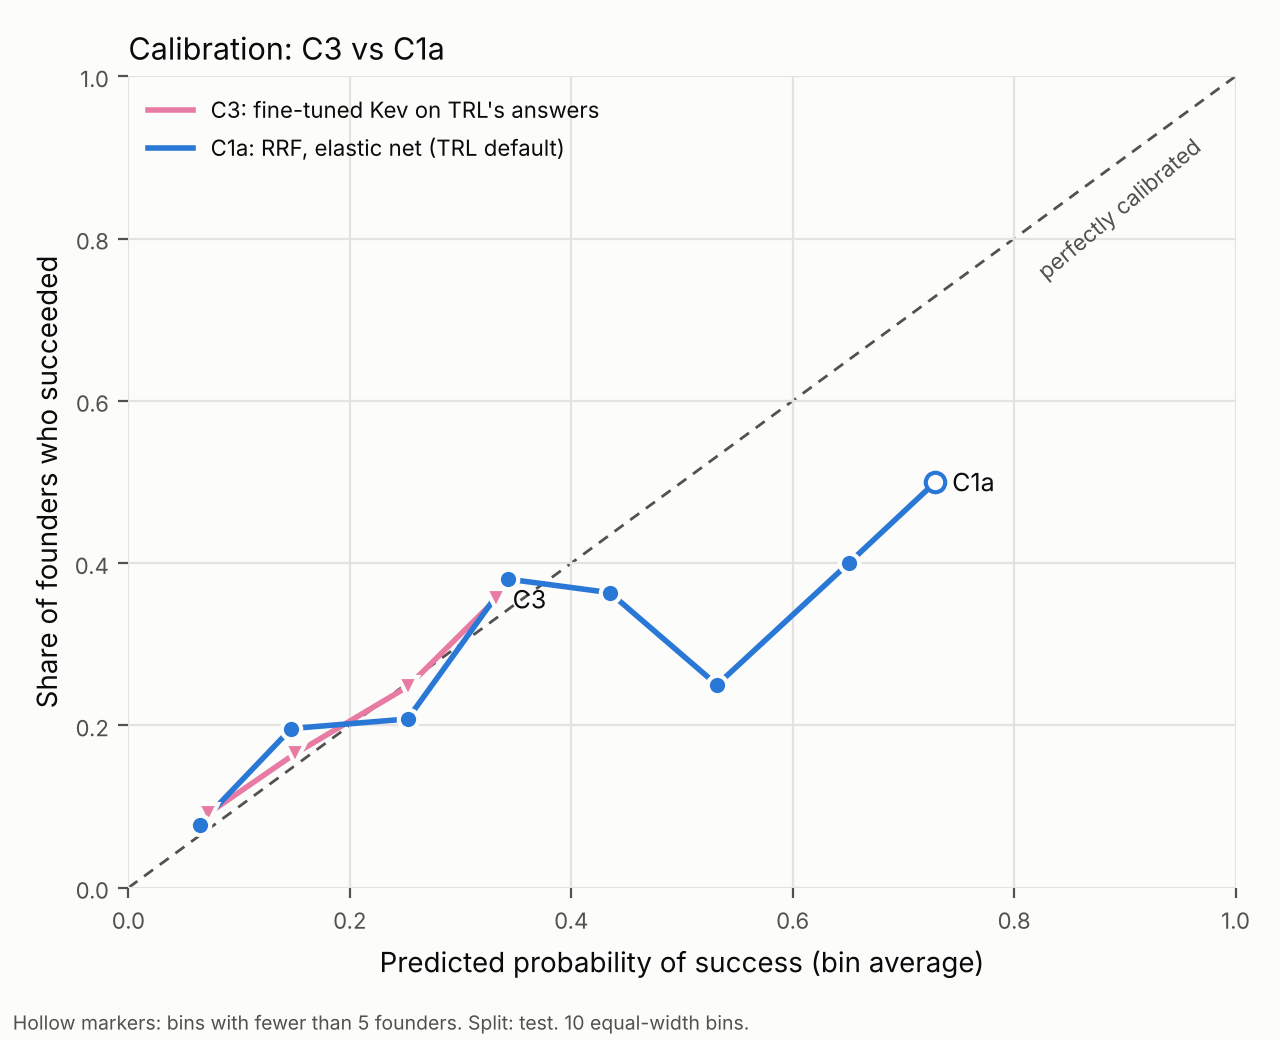 Calibration: C3 vs C1a
C3: fine-tuned Kev on TRL's answers
C1a: RRF, elastic net (TRL default)
perfectly calibrated
C1a
C3
Share of founders who succeeded
1.0
0.8
0.6
0.4
0.2
0.0
0.0 0.2 0.4 0.6 0.8 1.0
Predicted probability of success (bin average)
Hollow markers: bins with fewer than 5 founders. Split: test. 10 equal-width bins.